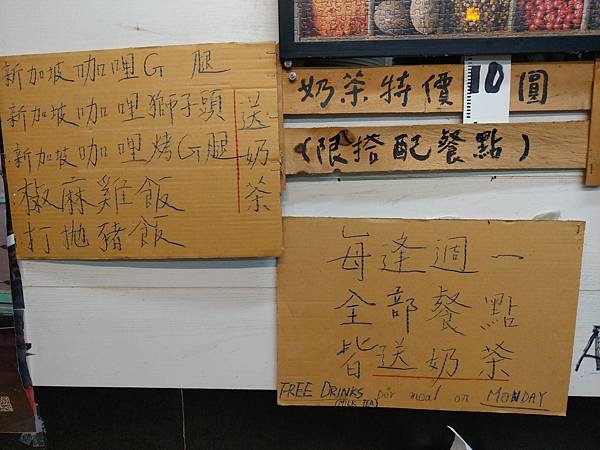 新加坡咖哩G腿
新加坡咖哩獅子頭
新加坡咖哩烤G腿
椒麻雞飯
打拋豬飯
送奶茶
奶茶特價10圓
(限搭配餐點)
每逢週一
全部餐點
皆送奶茶
FREE DRINKS per meal on MONDAY
(MILK TEA)